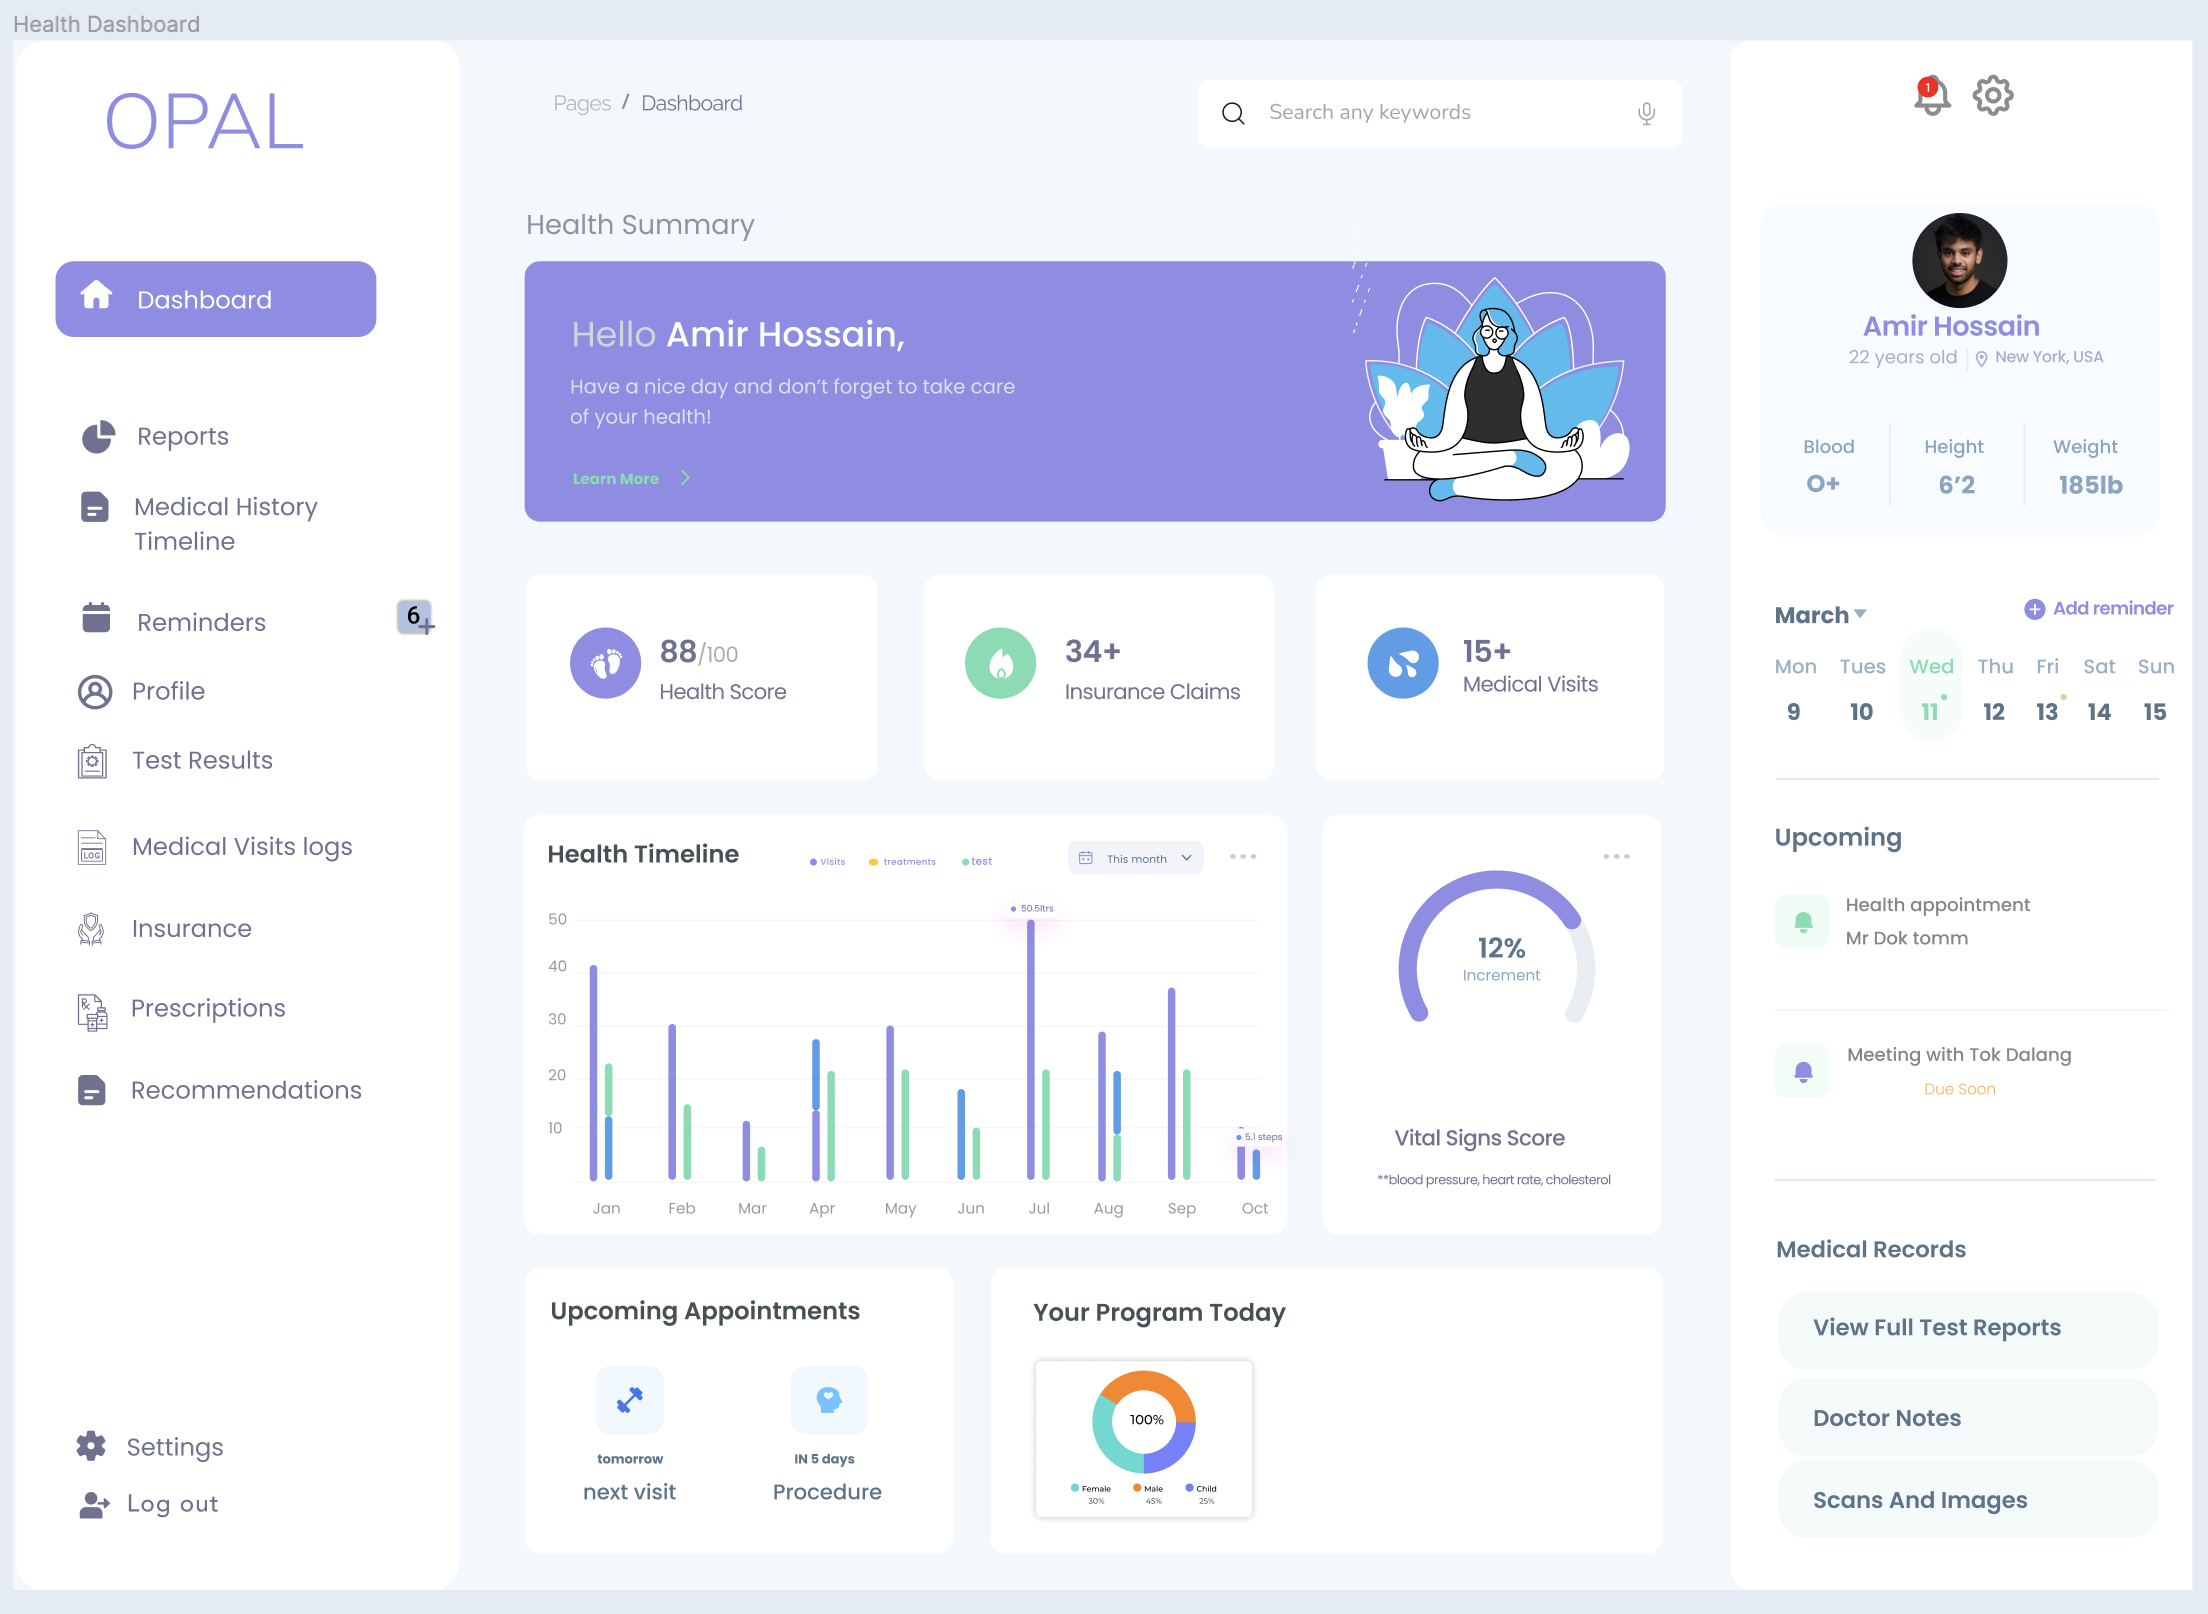 Health Dashboard
OPAL
Dashboard
Reports
Medical History
Timeline
Reminders
6+
Profile
Test Results
LOG
Medical Visits logs
Insurance
Rx
Prescriptions
Recommendations
Settings
Log out
Pages / Dashboard
Search any keywords
Health Summary
Hello Amir Hossain,
Have a nice day and don't forget to take care
of your health!
Learn More
88/100
Health Score
34+
Insurance Claims
15+
Medical Visits
Health Timeline
Visits
treatments
test
This month
50
40
30
20
10
50.5ltrs
5.1 steps
Jan Feb Mar Apr May Jun Jul Aug Sep Oct
12%
Increment
Vital Signs Score
**blood pressure, heart rate, cholesterol
Upcoming Appointments
tomorrow
next visit
IN 5 days
Procedure
Your Program Today
100%
Female Male Child
30% 45% 25%
1
Amir Hossain
22 years old New York, USA
Blood Height Weight
O+ 6'2 185lb
March
Add reminder
Mon Tues Wed Thu Fri Sat Sun
9 10 11 12 13 14 15
Upcoming
Health appointment
Mr Dok tomm
Meeting with Tok Dalang
Due Soon
Medical Records
View Full Test Reports
Doctor Notes
Scans And Images